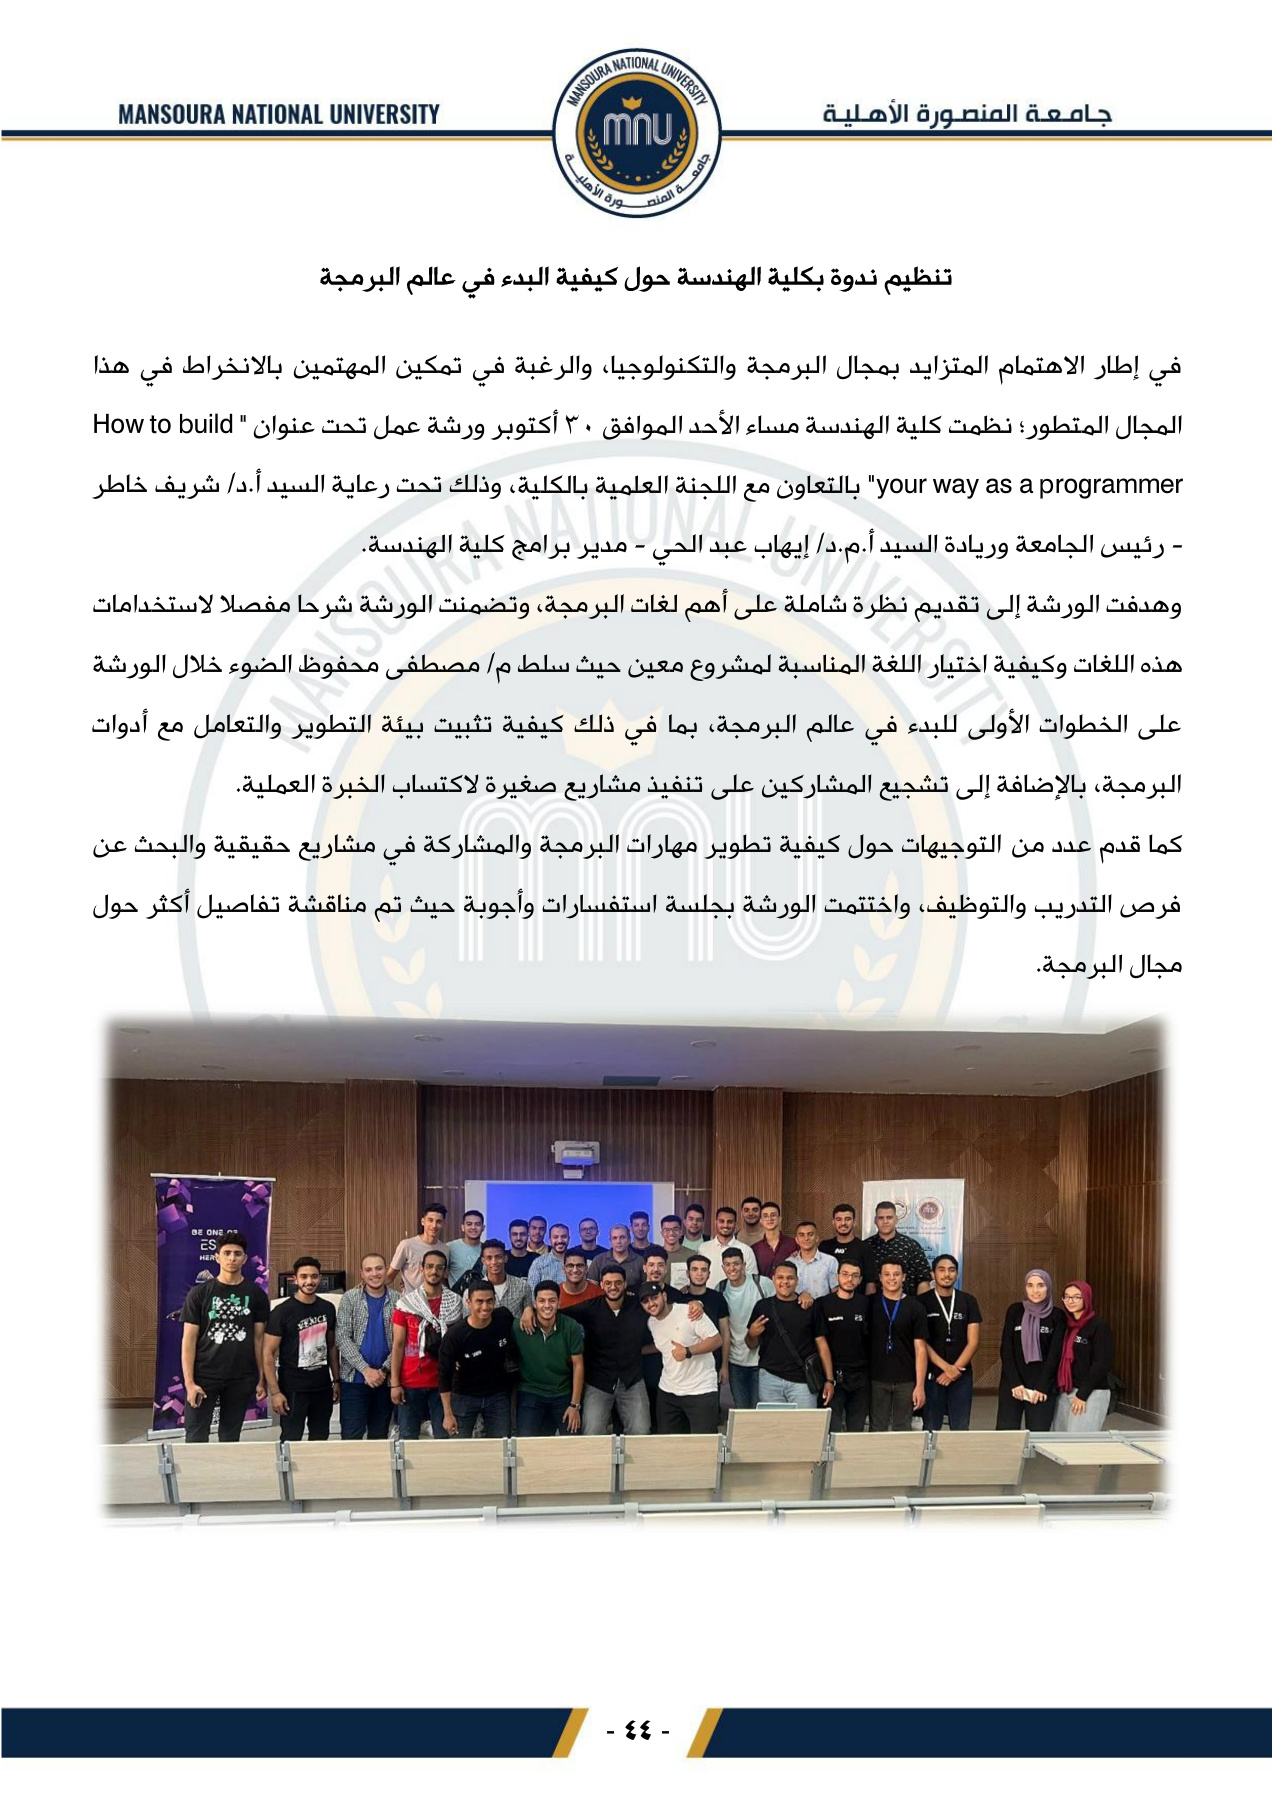 MANSOURA NATIONAL UNIVERSITY
جامعة المنصورة الأهلية
MANSOURA NATIONAL UNIVERSITY
mnu
جامعة المنصورة الأهلية
تنظيم ندوة بكلية الهندسة حول كيفية البدء في عالم البرمجة
في إطار الاهتمام المتزايد بمجال البرمجة والتكنولوجيا، والرغبة في تمكين المهتمين بالانخراط في هذا
المجال المتطور؛ نظمت كلية الهندسة مساء الأحد الموافق ٣٠ أكتوبر ورشة عمل تحت عنوان " How to build
your way as a programmer" بالتعاون مع اللجنة العلمية بالكلية، وذلك تحت رعاية السيد أ.د/ شريف خاطر
- رئيس الجامعة وريادة السيد أ.م.د/ إيهاب عبد الحي - مدير برامج كلية الهندسة.
وهدفت الورشة إلى تقديم نظرة شاملة على أهم لغات البرمجة، وتضمنت الورشة شرحا مفصلا لاستخدامات
هذه اللغات وكيفية اختيار اللغة المناسبة لمشروع معين حيث سلط م/ مصطفى محفوظ الضوء خلال الورشة
على الخطوات الأولى للبدء في عالم البرمجة، بما في ذلك كيفية تثبيت بيئة التطوير والتعامل مع أدوات
البرمجة، بالإضافة إلى تشجيع المشاركين على تنفيذ مشاريع صغيرة لاكتساب الخبرة العملية.
كما قدم عدد من التوجيهات حول كيفية تطوير مهارات البرمجة والمشاركة في مشاريع حقيقية والبحث عن
فرص التدريب والتوظيف، واختتمت الورشة بجلسة استفسارات وأجوبة حيث تم مناقشة تفاصيل أكثر حول
مجال البرمجة.
MANSOURA NATIONAL UNIVERSITY
mnu
BE ONE OF
mnu
- ٤٤ -